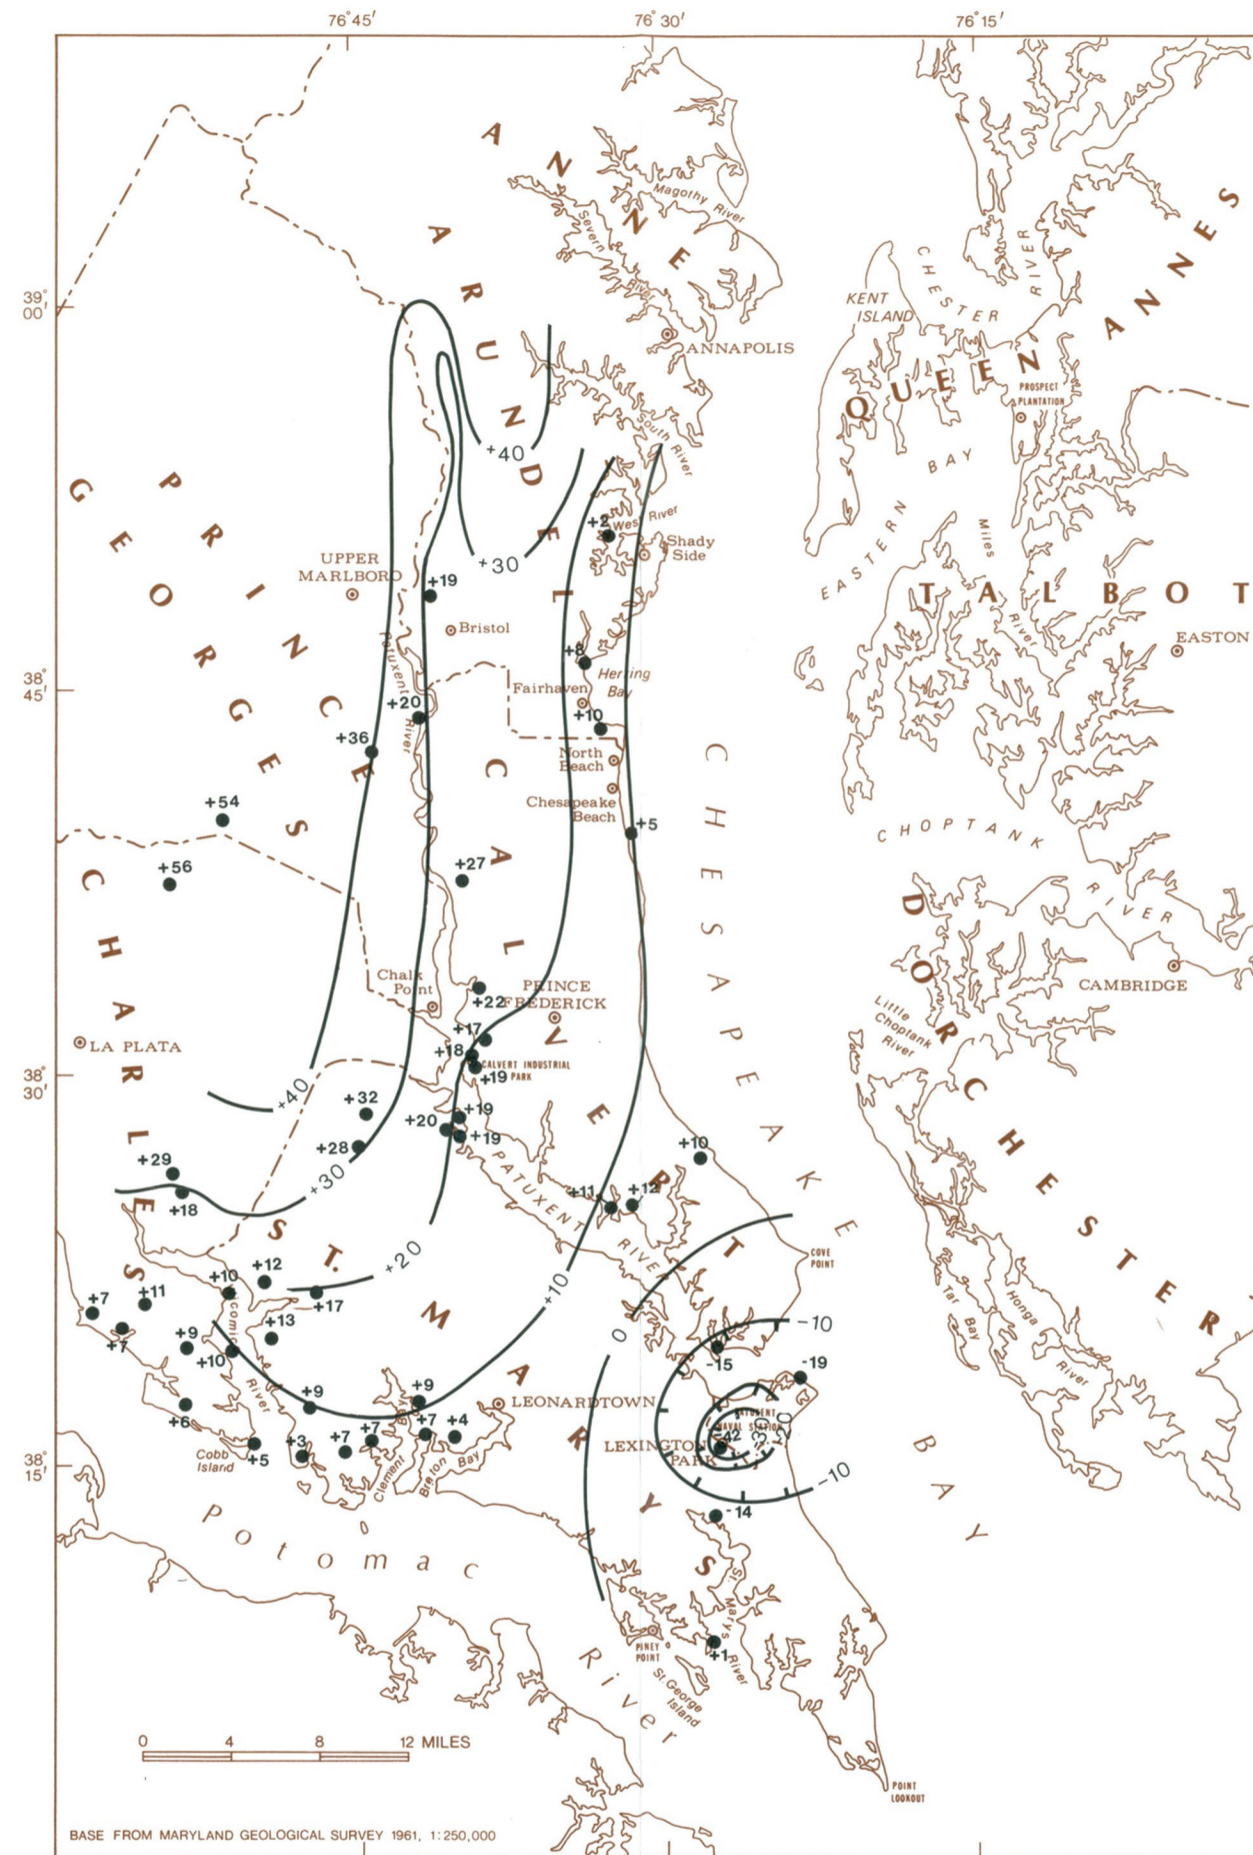 76°45′ 76°30′ 76°15′
39°
00′
38°
45′
38°
30′
38°
15′
ANNE
ARUNDEL
Magothy River
Severn
River
ANNAPOLIS
KENT
ISLAND
CHESTER
RIVER
QUEEN ANNES
PROSPECT
PLANTATION
South River
+40
+30
EASTERN BAY
Miles
River
TALBOT
EASTON
PRINCE
GEORGES
UPPER
MARLBORO
+19
Bristol
+2
West River
Shady
Side
+8
Herring
Bay
Fairhaven
+10
North
Beach
Chesapeake
Beach
+5
Patuxent
River
+20
+36
+54
+56
+27
CALVERT
CHESAPEAKE
BAY
CHOPTANK
RIVER
CAMBRIDGE
DORCHESTER
Little
Choptank
River
CHARLES
LA PLATA
Chalk
Point
+22
PRINCE
FREDERICK
+17
+18
CALVERT INDUSTRIAL
PARK
+19
+40
+32
+28
+20
+19
+19
PATUXENT RIVER
+10
+11
+12
+29
+18
+30
+20
+10
0
COVE
POINT
ST.
MARYS
+7
+7
+11
+10
+12
+17
+13
+9
+10
+6
+9
+9
+7
+4
+5
+3
+7
+7
River
Cobb
Island
Clement
Bay
Breton Bay
LEONARDTOWN
-10
-15
-19
NAVAL STATION
-42
LEXINGTON
PARK
-10
-14
Tar
Bay
Honga
River
Potomac
River
St.
Marys
River
+1
PINEY
POINT
St. George
Island
POINT
LOOKOUT
0 4 8 12 MILES
BASE FROM MARYLAND GEOLOGICAL SURVEY 1961, 1:250,000